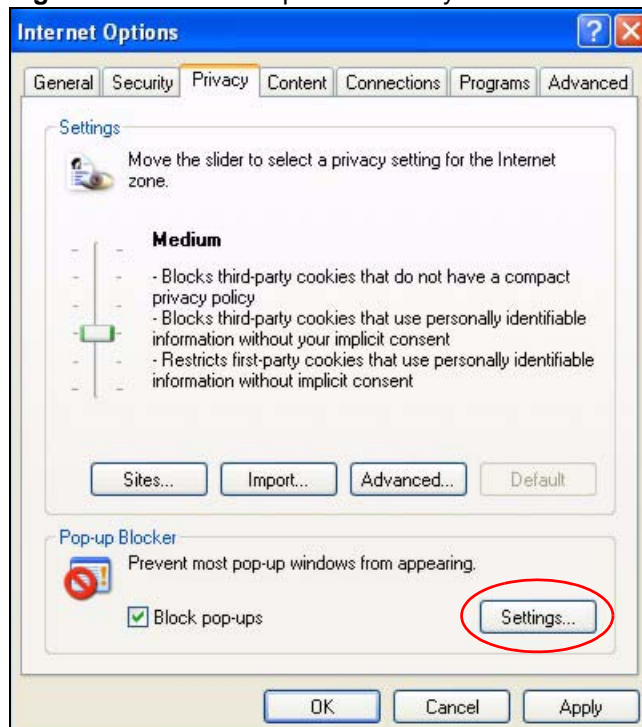 Internet Options
General Security Privacy Content Connections Programs Advanced
Settings
Move the slider to select a privacy setting for the Internet
zone.
Medium
- Blocks third-party cookies that do not have a compact
privacy policy
- Blocks third-party cookies that use personally identifiable
information without your implicit consent
- Restricts first-party cookies that use personally identifiable
information without implicit consent
Sites... Import... Advanced... Default
Pop-up Blocker
Prevent most pop-up windows from appearing.
Block pop-ups Settings...
OK Cancel Apply